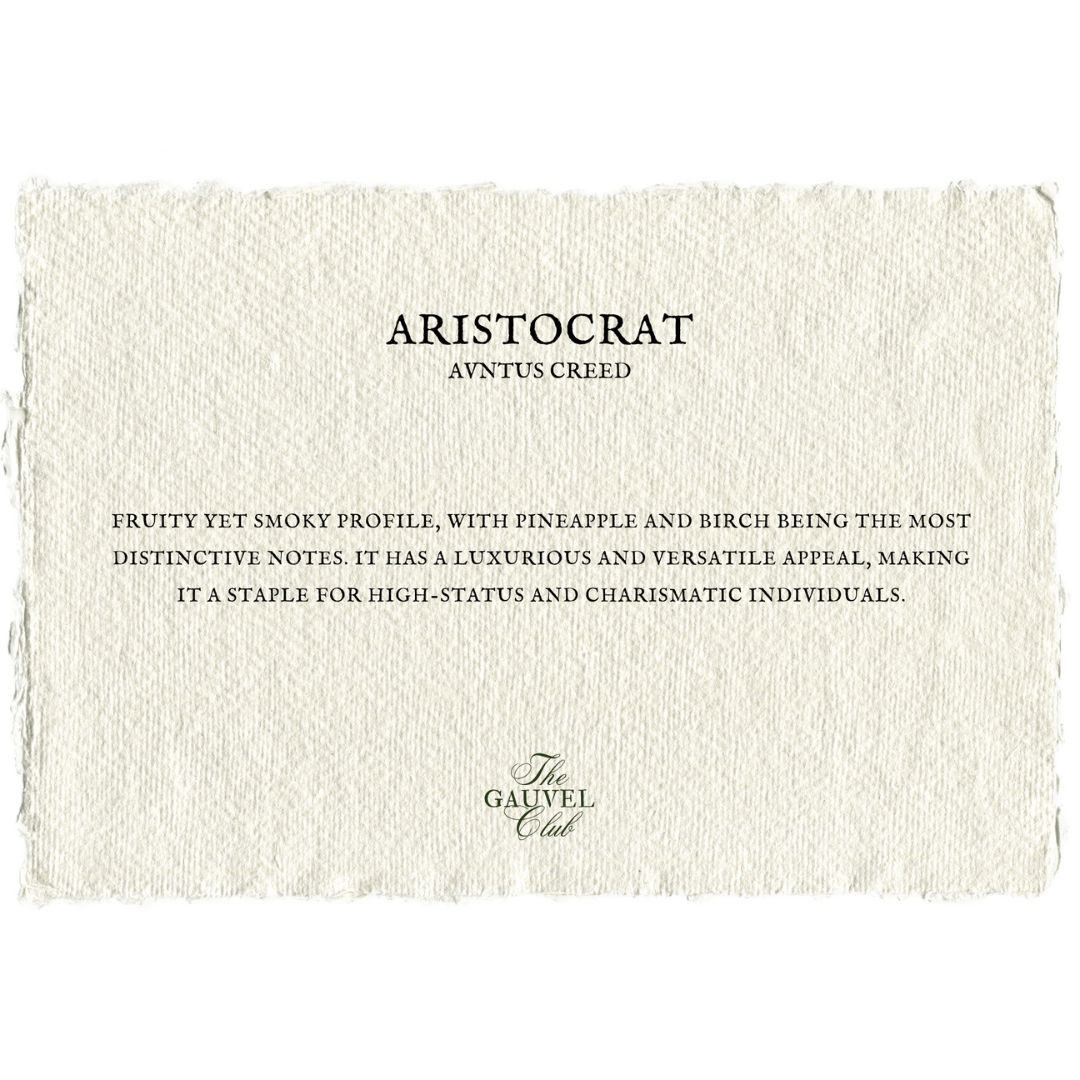 ARISTOCRAT
AVNTUS CREED
FRUITY YET SMOKY PROFILE, WITH PINEAPPLE AND BIRCH BEING THE MOST
DISTINCTIVE NOTES. IT HAS A LUXURIOUS AND VERSATILE APPEAL, MAKING
IT A STAPLE FOR HIGH-STATUS AND CHARISMATIC INDIVIDUALS.
The
GAUVEL
Club